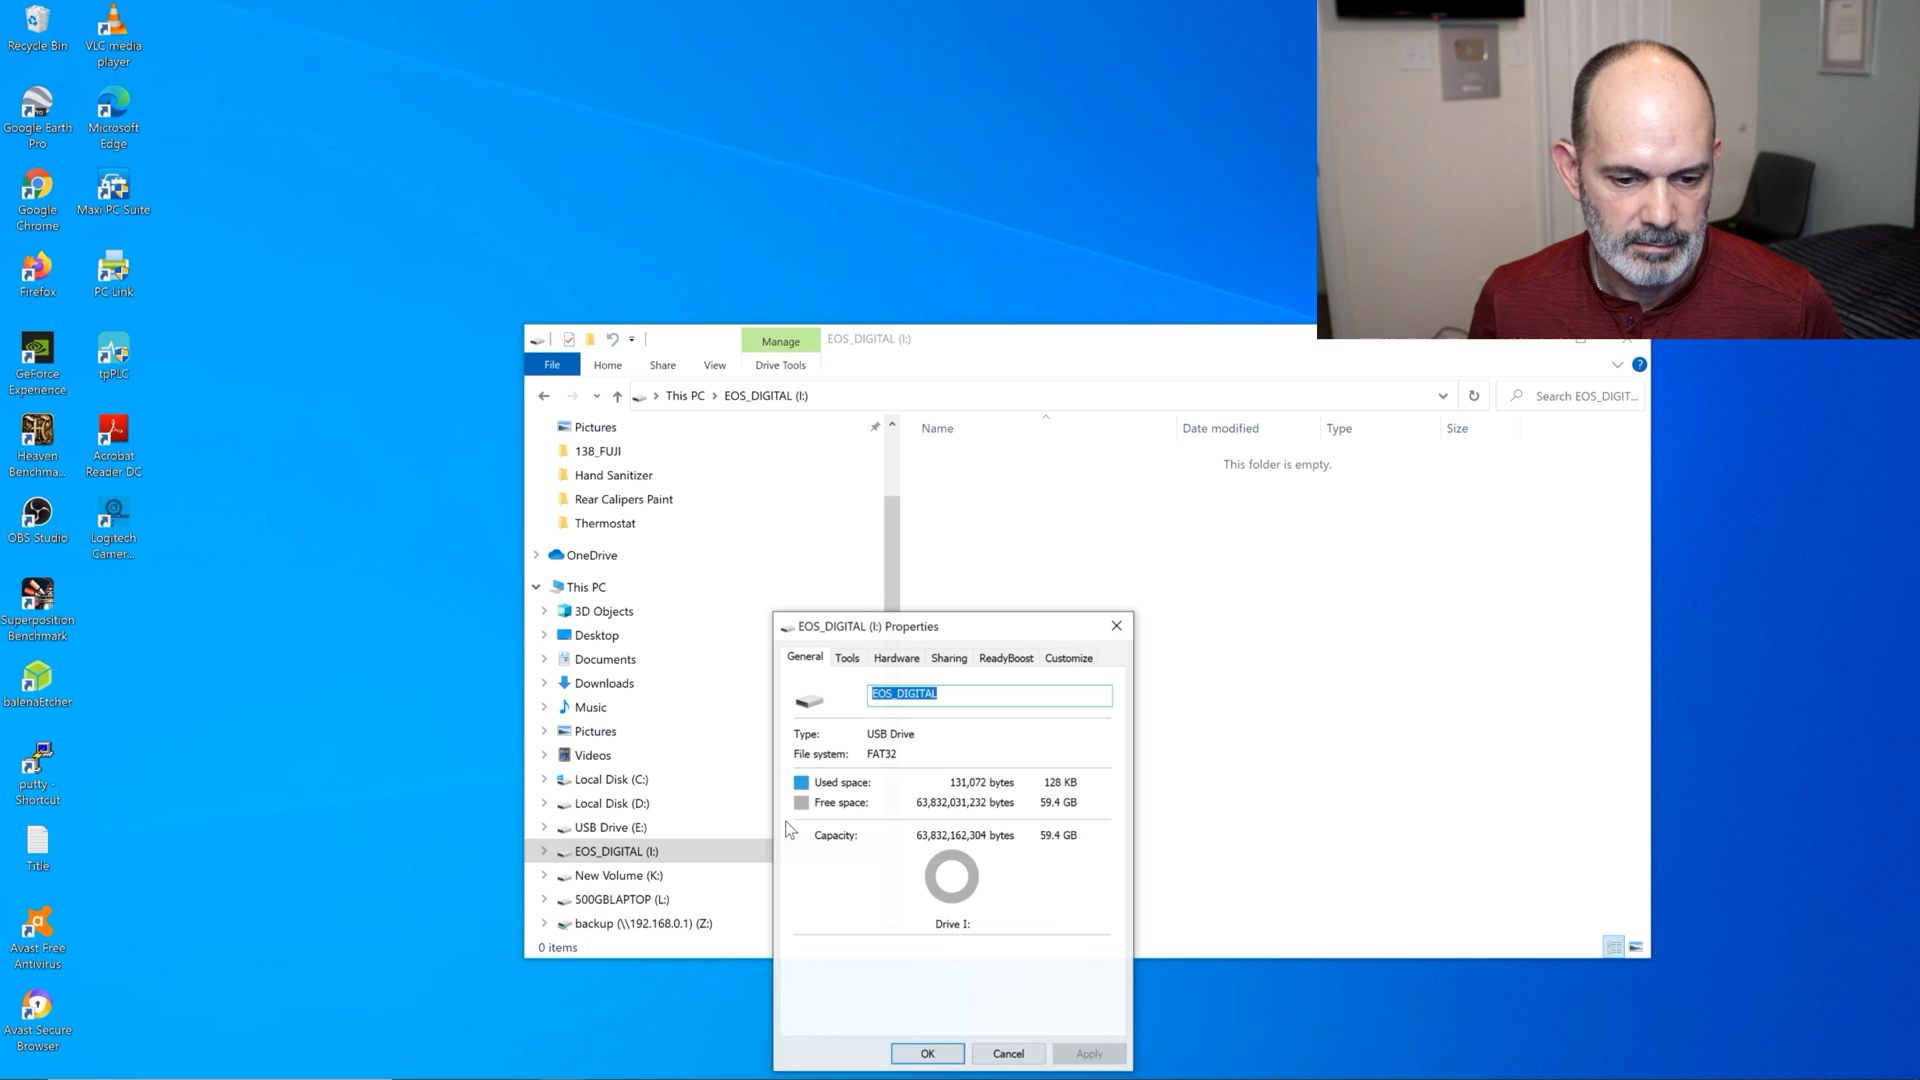 Recycle Bin
VLC media
player
Google Earth
Pro
Microsoft
Edge
Google
Chrome
Maxi PC Suite
Firefox
PC Link
GeForce
Experience
tpPLC
Heaven
Benchma...
Acrobat
Reader DC
OBS Studio
Logitech
Camer...
Superposition
Benchmark
balenaEtcher
putty -
Shortcut
Title
Avast Free
Antivirus
Avast Secure
Browser
Manage
EOS_DIGITAL (I:)
File
Home
Share
View
Drive Tools
This PC
EOS_DIGITAL (I:)
Search EOS_DIGIT...
Pictures
138_FUJI
Hand Sanitizer
Rear Calipers Paint
Thermostat
OneDrive
This PC
3D Objects
Desktop
Documents
Downloads
Music
Pictures
Videos
Local Disk (C:)
Local Disk (D:)
USB Drive (E:)
EOS_DIGITAL (I:)
New Volume (K:)
500GBLAPTOP (L:)
backup (\\192.168.0.1) (Z:)
0 items
Name
Date modified
Type
Size
This folder is empty.
EOS_DIGITAL (I:) Properties
General
Tools
Hardware
Sharing
ReadyBoost
Customize
EOS_DIGITAL
Type: USB Drive
File system: FAT32
Used space: 131,072 bytes 128 KB
Free space: 63,832,031,232 bytes 59.4 GB
Capacity: 63,832,162,304 bytes 59.4 GB
Drive I:
OK
Cancel
Apply